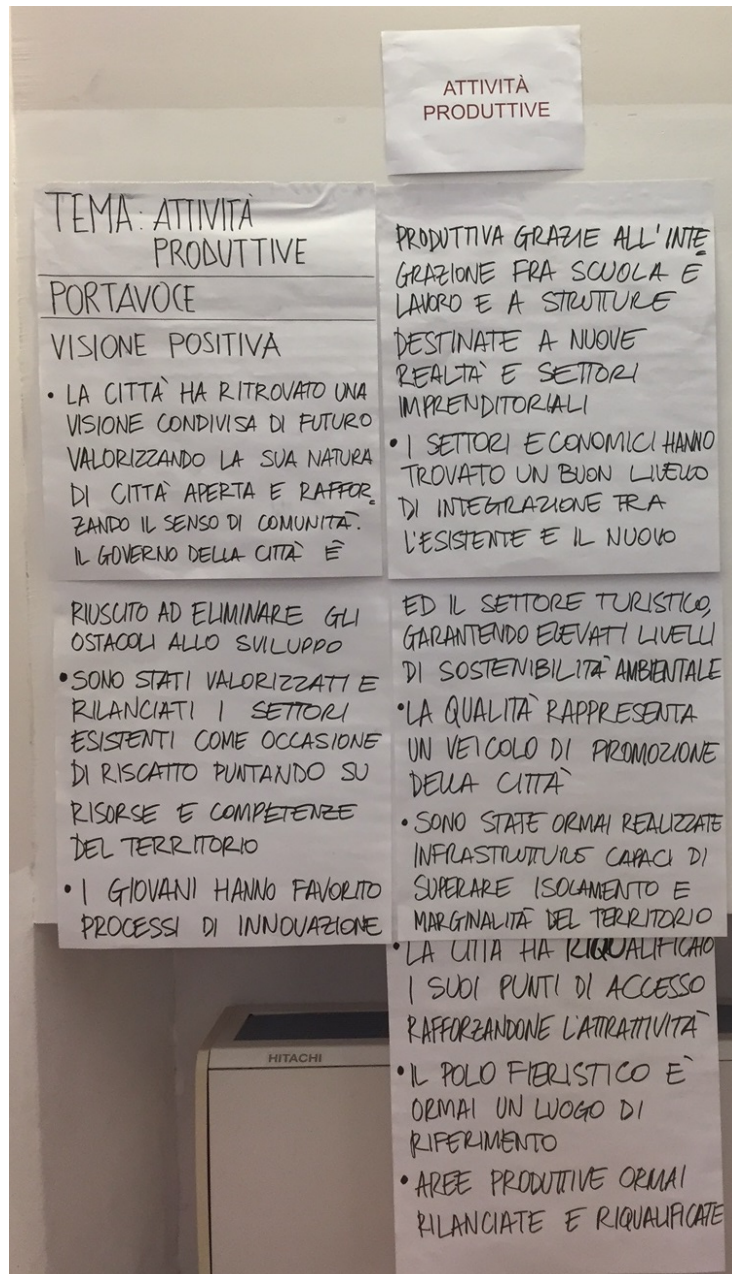 ATTIVITÀ
PRODUTTIVE
TEMA: ATTIVITÀ
PRODUTTIVE
PORTAVOCE
VISIONE POSITIVA
• LA CITTÀ HA RITROVATO UNA
VISIONE CONDIVISA DI FUTURO
VALORIZZANDO LA SUA NATURA
DI CITTÀ APERTA E RAFFOR-
ZANDO IL SENSO DI COMUNITÀ.
IL GOVERNO DELLA CITTÀ È
RIUSCITO AD ELIMINARE GLI
OSTACOLI ALLO SVILUPPO
• SONO STATI VALORIZZATI E
RILANCIATI I SETTORI
ESISTENTI COME OCCASIONE
DI RISCATTO PUNTANDO SU
RISORSE E COMPETENZE
DEL TERRITORIO
• I GIOVANI HANNO FAVORITO
PROCESSI DI INNOVAZIONE
PRODUTTIVA GRAZIE ALL'INTE
GRAZIONE FRA SCUOLA E
LAVORO E A STRUTTURE
DESTINATE A NUOVE
REALTÀ E SETTORI
IMPRENDITORIALI
• I SETTORI ECONOMICI HANNO
TROVATO UN BUON LIVELLO
DI INTEGRAZIONE TRA
L'ESISTENTE E IL NUOVO
ED IL SETTORE TURISTICO,
GARANTENDO ELEVATI LIVELLI
DI SOSTENIBILITÀ AMBIENTALE
• LA QUALITÀ RAPPRESENTA
UN VEICOLO DI PROMOZIONE
DELLA CITTÀ
• SONO STATE ORMAI REALIZZATE
INFRASTRUTTURE CAPACI DI
SUPERARE ISOLAMENTO E
MARGINALITÀ DEL TERRITORIO
• LA CITTÀ HA RIQUALIFICATO
I SUOI PUNTI DI ACCESSO
RAFFORZANDONE L'ATTRATTIVITÀ
• IL POLO FIERISTICO E'
ORMAI UN LUOGO DI
RIFERIMENTO
• AREE PRODUTTIVE ORMAI
RILANCIATE E RIQUALIFICATE
HITACHI